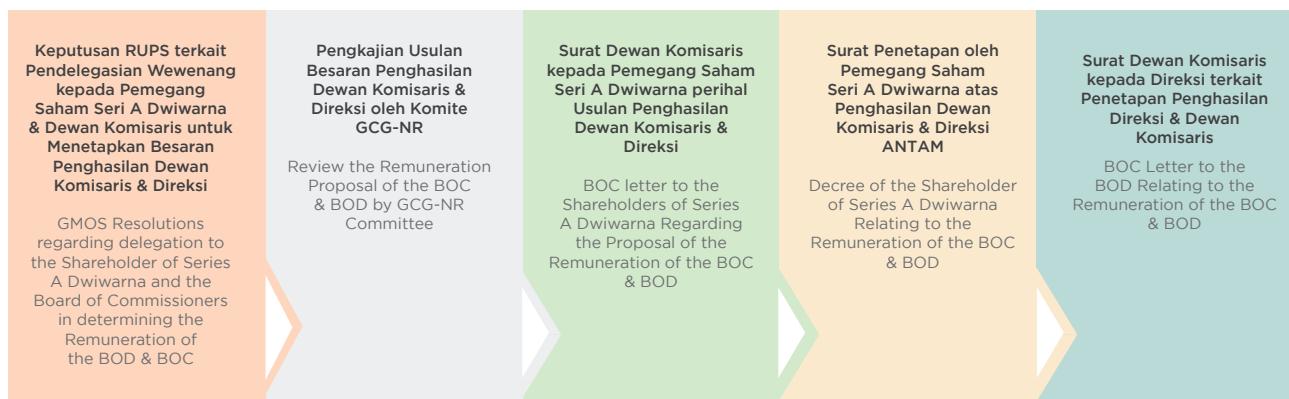 Keputusan RUPS terkait
Pendelegasian Wewenang
kepada Pemegang
Saham Seri A Dwiwarna
& Dewan Komisaris untuk
Menetapkan Besaran
Penghasilan Dewan
Komisaris & Direksi
GMOS Resolutions
regarding delegation to
the Shareholder of Series
A Dwiwarna and the
Board of Commissioners
in determining the
Remuneration of
the BOD & BOC
Pengkajian Usulan
Besaran Penghasilan
Dewan Komisaris &
Direksi oleh Komite
GCG-NR
Review the Remuneration
Proposal of the BOC
& BOD by GCG-NR
Committee
Surat Dewan Komisaris
kepada Pemegang Saham
Seri A Dwiwarna perihal
Usulan Penghasilan
Dewan Komisaris &
Direksi
BOC letter to the
Shareholders of Series
A Dwiwarna Regarding
the Proposal of the
Remuneration of the BOC
& BOD
Surat Penetapan oleh
Pemegang Saham
Seri A Dwiwarna atas
Penghasilan Dewan
Komisaris & Direksi
ANTAM
Decree of the Shareholder
of Series A Dwiwarna
Relating to the
Remuneration of the BOC
& BOD
Surat Dewan Komisaris
kepada Direksi terkait
Penetapan Penghasilan
Direksi & Dewan
Komisaris
BOC Letter to the
BOD Relating to the
Remuneration of the BOC
& BOD